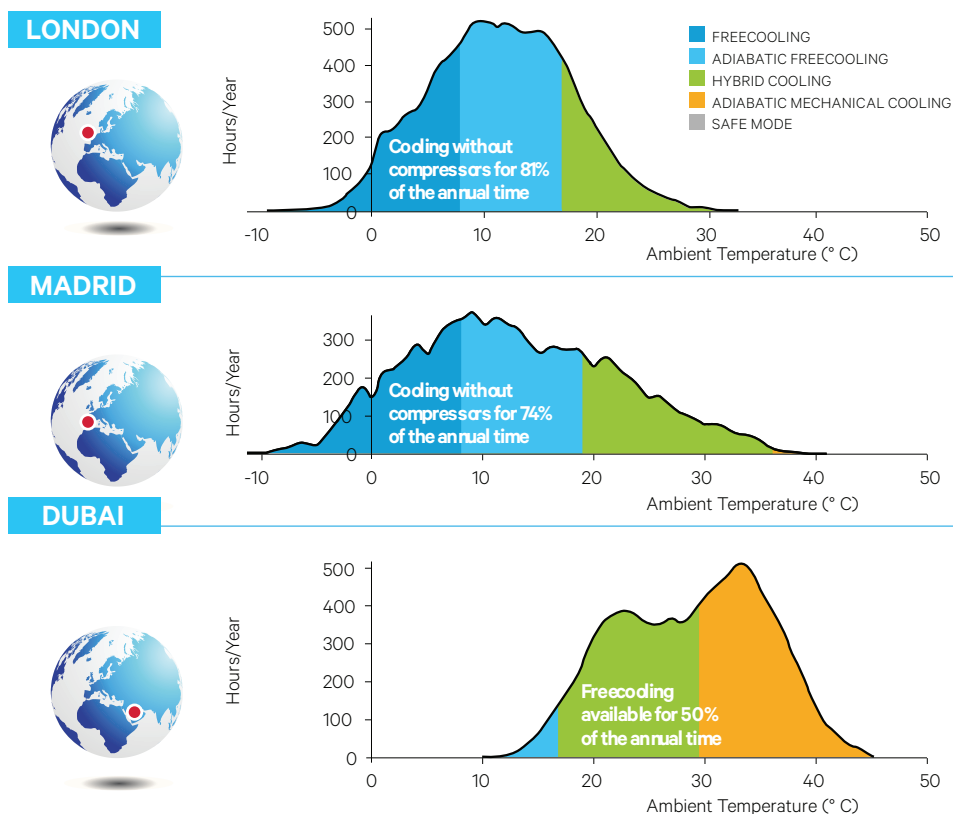 LONDON
FREECOOLING
ADIABATIC FREECOOLING
HYBRID COOLING
ADIABATIC MECHANICAL COOLING
SAFE MODE
Hours/Year
500
400
300
200
100
0
Cooling without
compressors for 81%
of the annual time
-10 0 10 20 30 40 50
Ambient Temperature (° C)
MADRID
Hours/Year
300
200
100
0
Cooling without
compressors for 74%
of the annual time
-10 0 10 20 30 40 50
Ambient Temperature (° C)
DUBAI
Hours/Year
500
400
300
200
100
0
Freecooling
available for 50%
of the annual time
0 10 20 30 40 50
Ambient Temperature (° C)